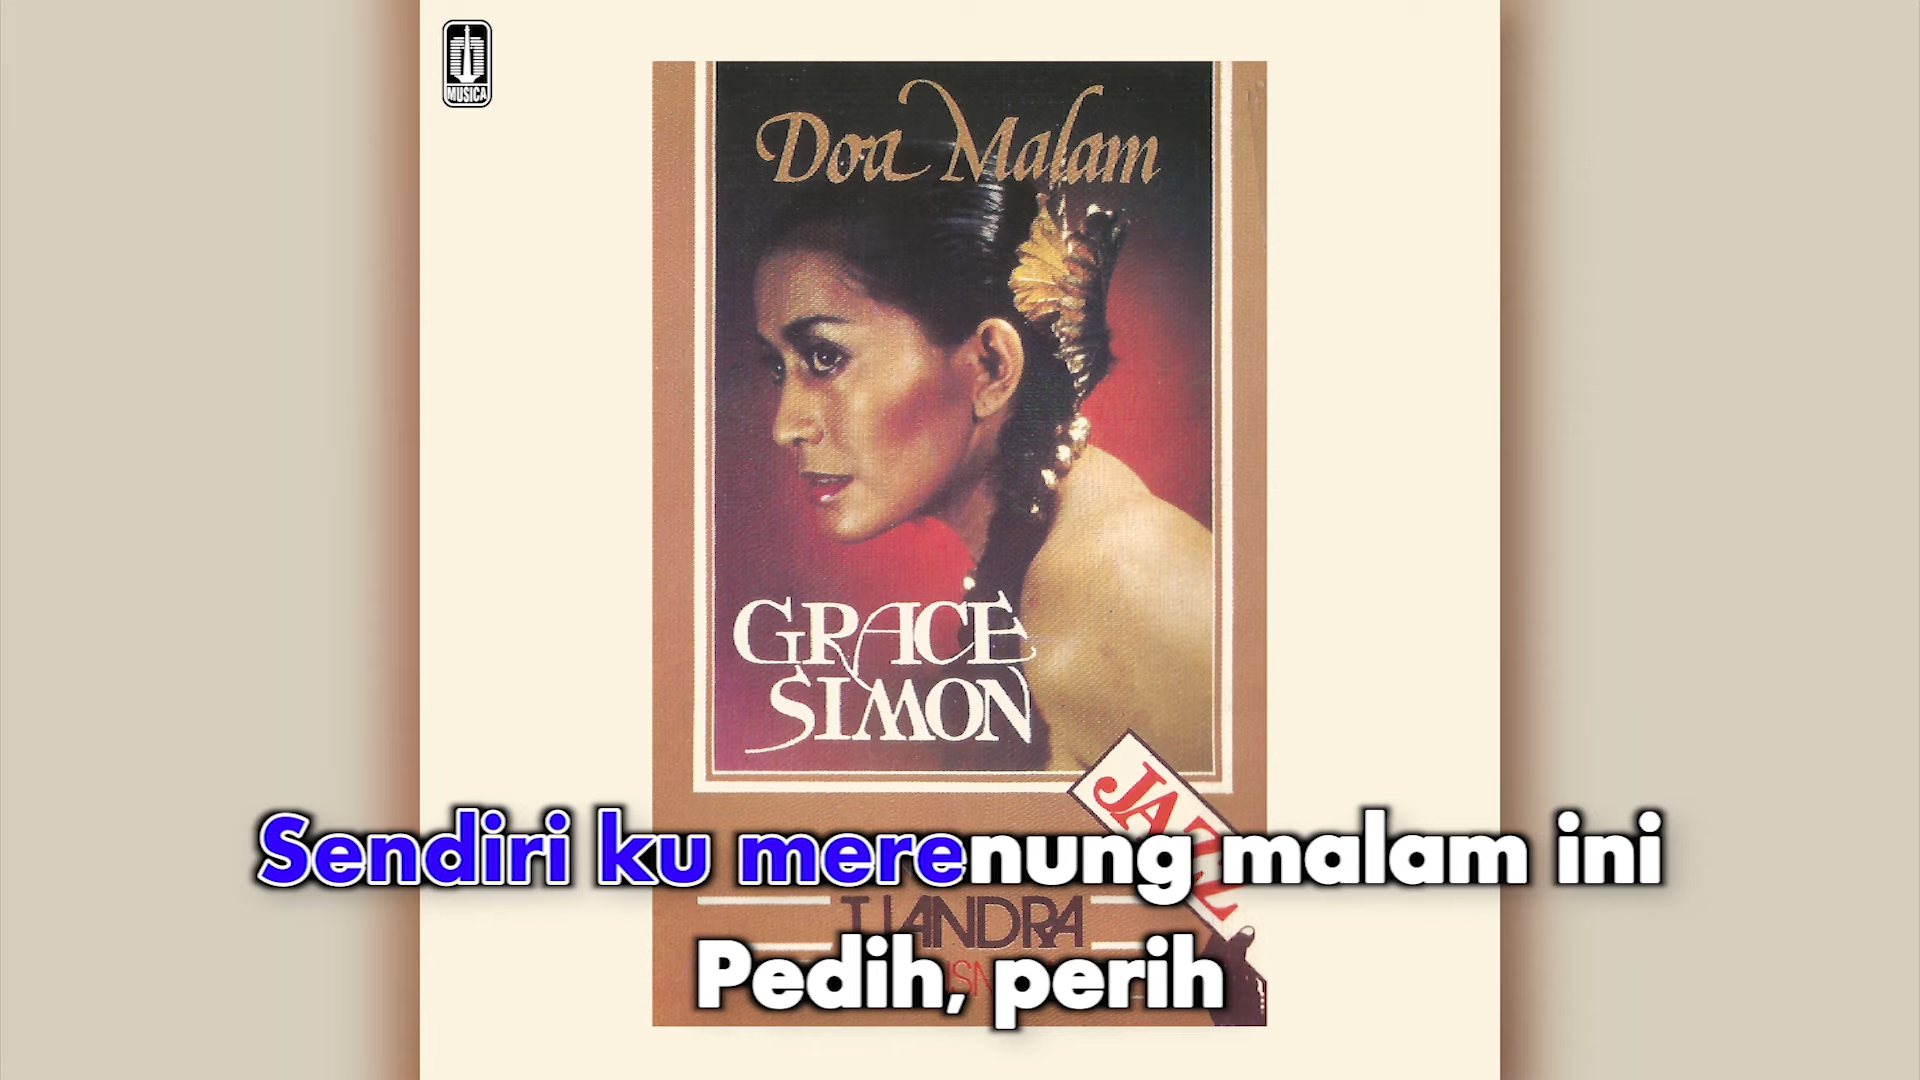 MUSICA
Doa Malam
GRACE
SIMON
JAZZ
Sendiri ku merenung malam ini
TJANDRA
Pedih, perih